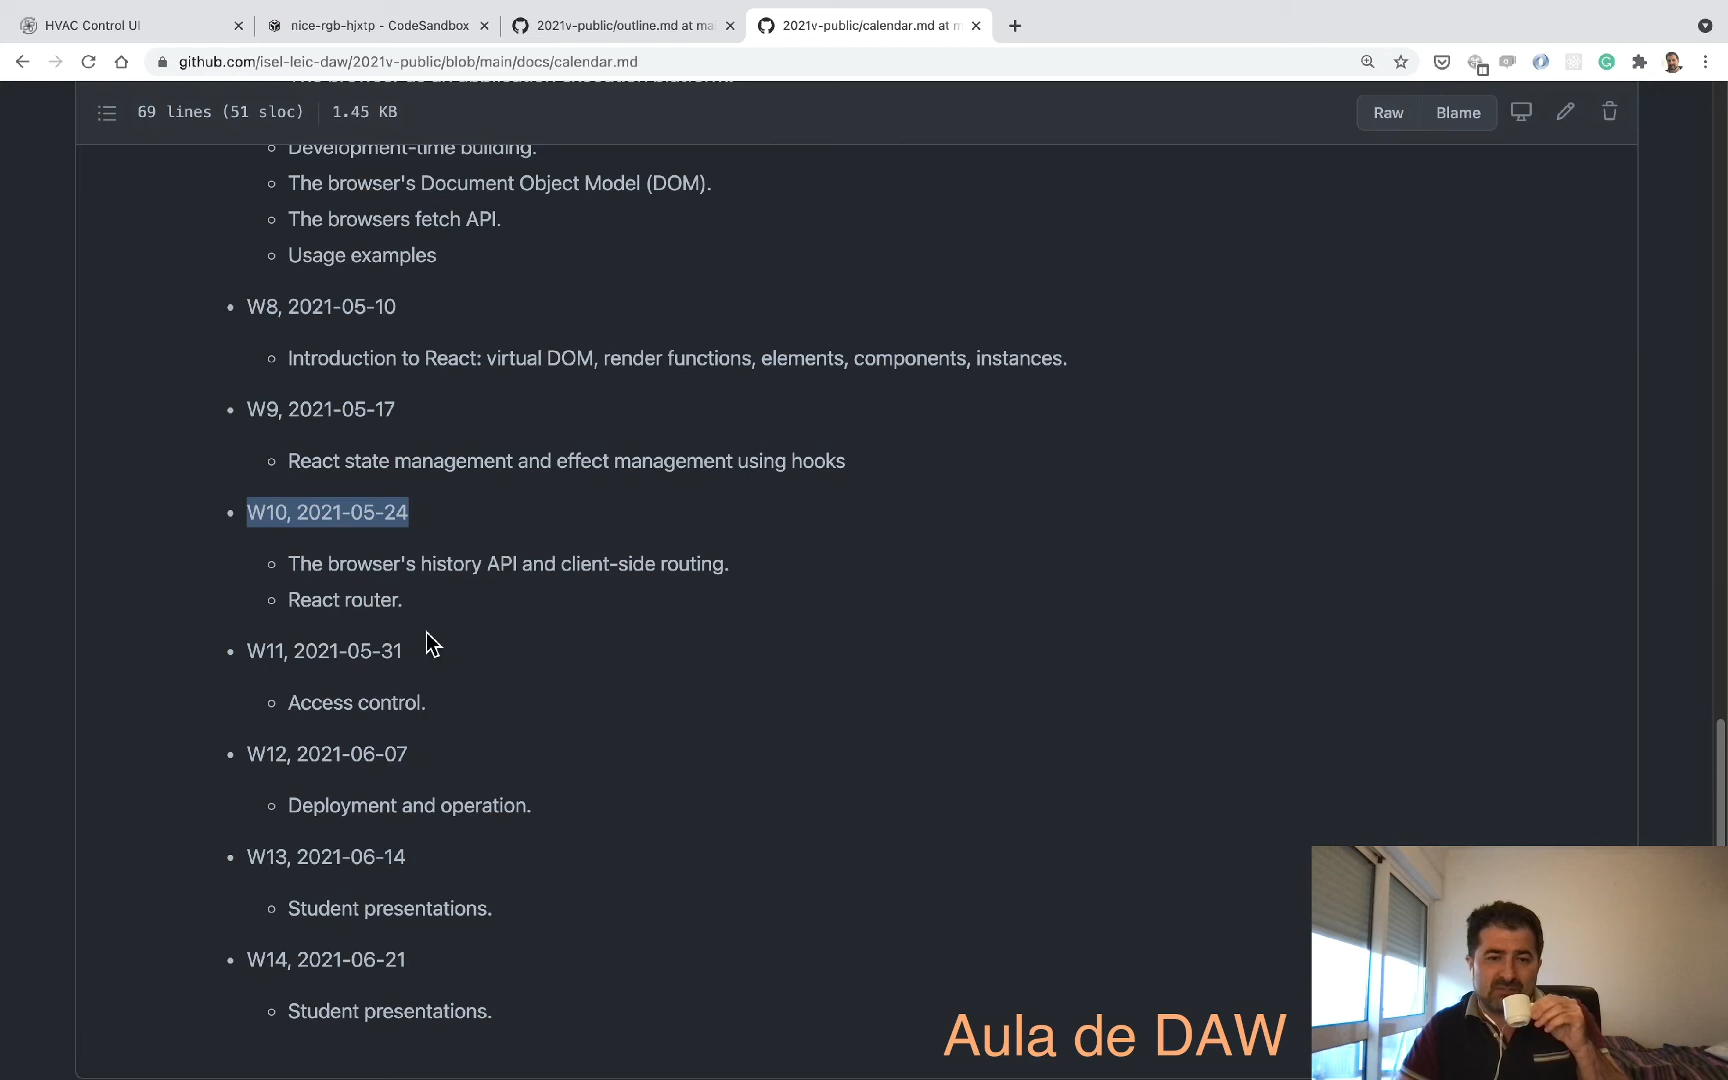 HVAC Control UI
nice-rgb-hjxtp - CodeSandbox
2021v-public/outline.md at ma
2021v-public/calendar.md at m
github.com/isel-leic-daw/2021v-public/blob/main/docs/calendar.md
69 lines (51 sloc) 1.45 KB
Raw Blame
Development-time building.
The browser's Document Object Model (DOM).
The browsers fetch API.
Usage examples
W8, 2021-05-10
Introduction to React: virtual DOM, render functions, elements, components, instances.
W9, 2021-05-17
React state management and effect management using hooks
W10, 2021-05-24
The browser's history API and client-side routing.
React router.
W11, 2021-05-31
Access control.
W12, 2021-06-07
Deployment and operation.
W13, 2021-06-14
Student presentations.
W14, 2021-06-21
Student presentations.
Aula de DAW